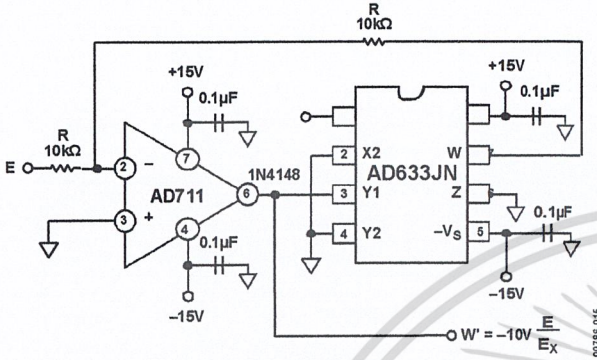 R
10kΩ
+15V
0.1µF
+15V
0.1µF
R
10kΩ
E
2
–
7
1N4148
AD711
6
3
+
4
0.1µF
–15V
2
X2
AD633JN
W
3
Y1
Z
4
Y2
–VS
5
0.1µF
–15V
W' = –10V E
EX